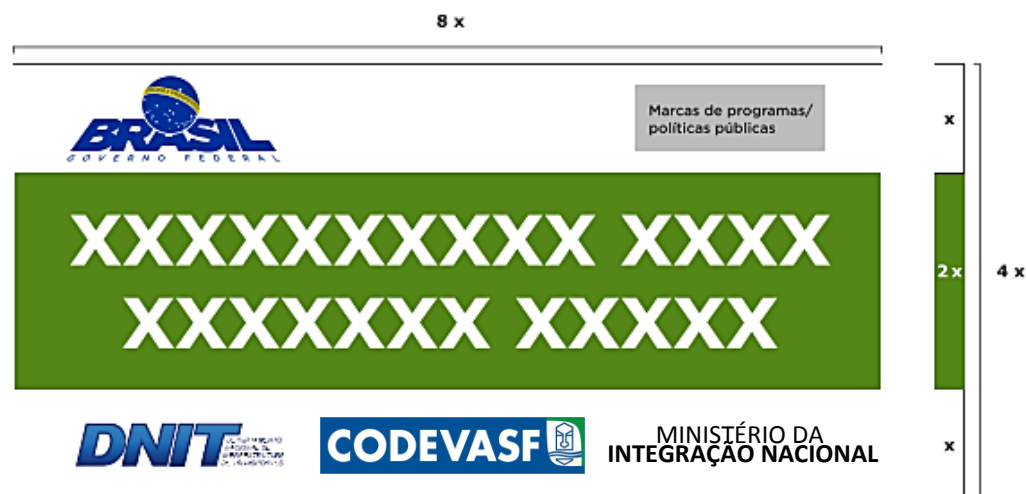 8 x
BRASIL
GOVERNO FEDERAL
Marcas de programas/
políticas públicas
x
XXXXXXXXXX XXXX
XXXXXXX XXXXX
2 x
4 x
DNIT
CODEVASF
MINISTÉRIO DA
INTEGRAÇÃO NACIONAL
x